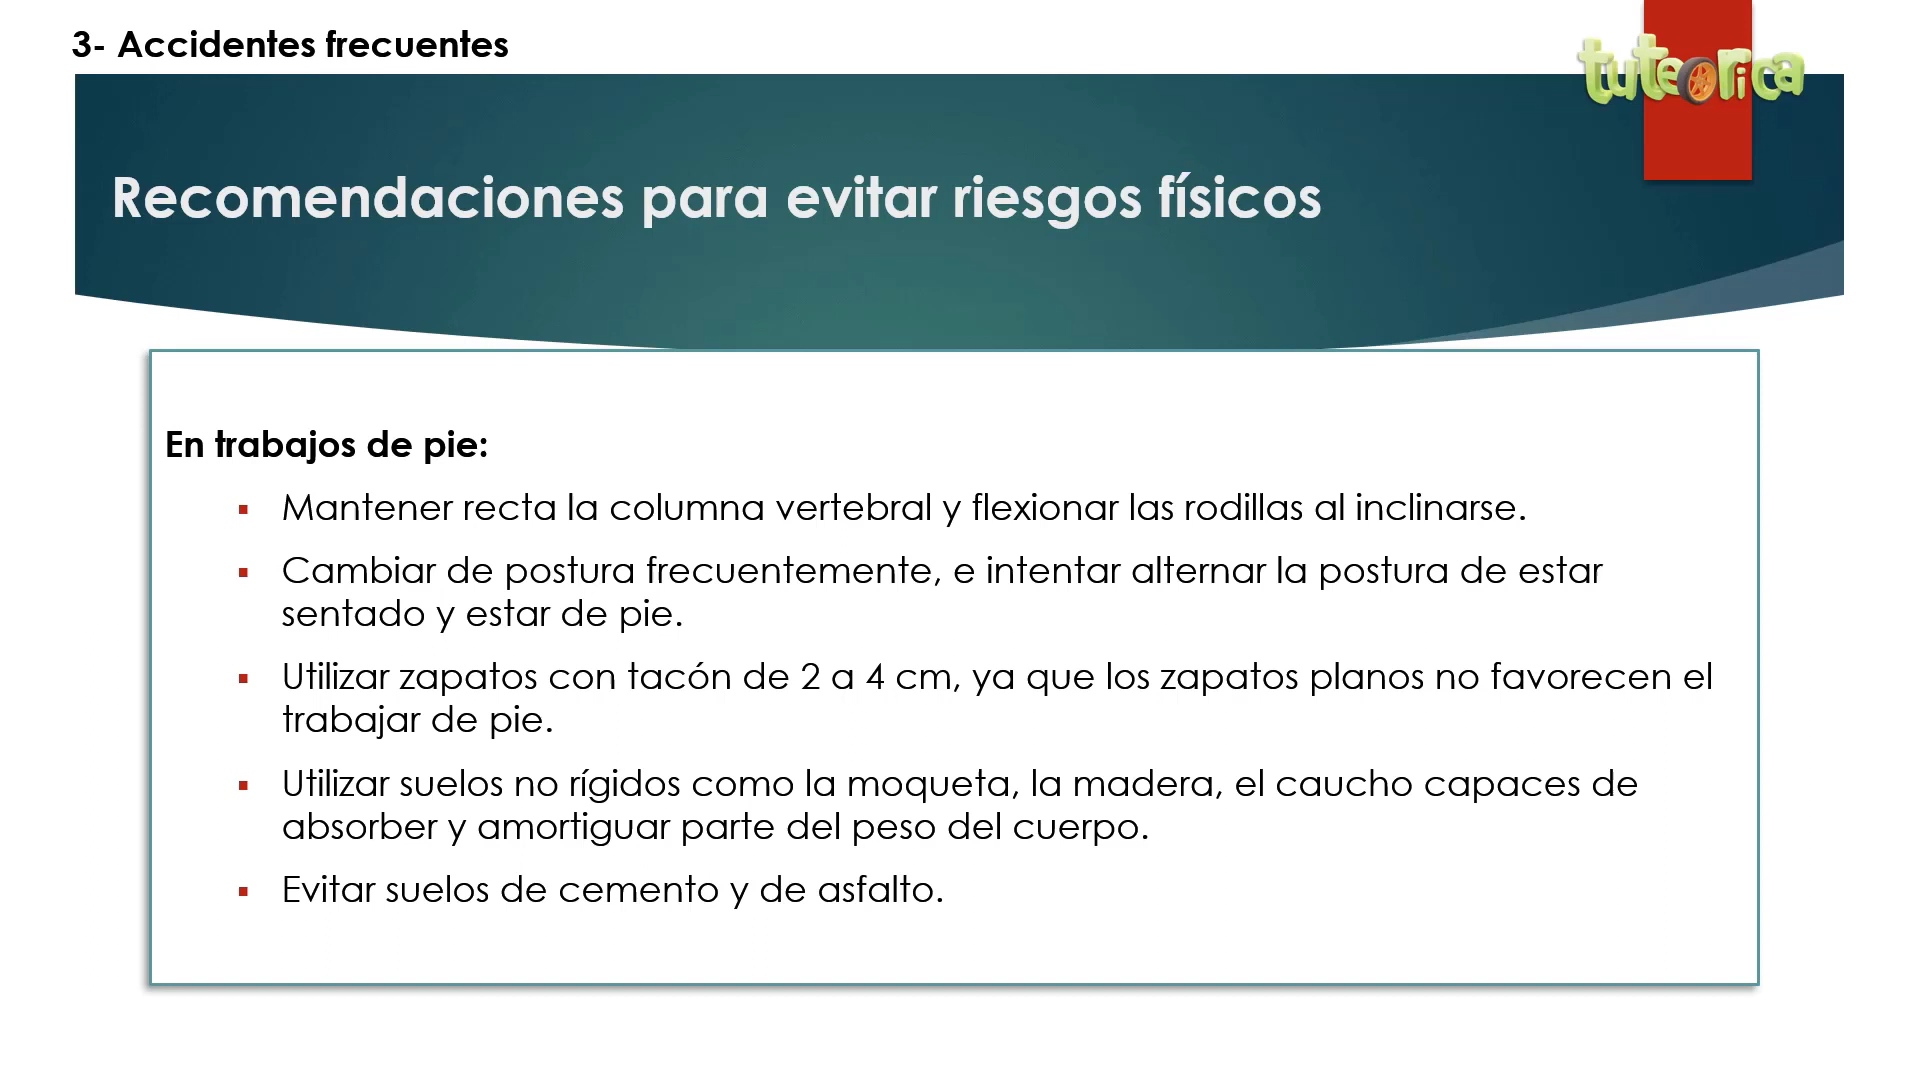 3- Accidentes frecuentes
tuteorica
Recomendaciones para evitar riesgos físicos
En trabajos de pie:
▪ Mantener recta la columna vertebral y flexionar las rodillas al inclinarse.
▪ Cambiar de postura frecuentemente, e intentar alternar la postura de estar
sentado y estar de pie.
▪ Utilizar zapatos con tacón de 2 a 4 cm, ya que los zapatos planos no favorecen el
trabajar de pie.
▪ Utilizar suelos no rígidos como la moqueta, la madera, el caucho capaces de
absorber y amortiguar parte del peso del cuerpo.
▪ Evitar suelos de cemento y de asfalto.